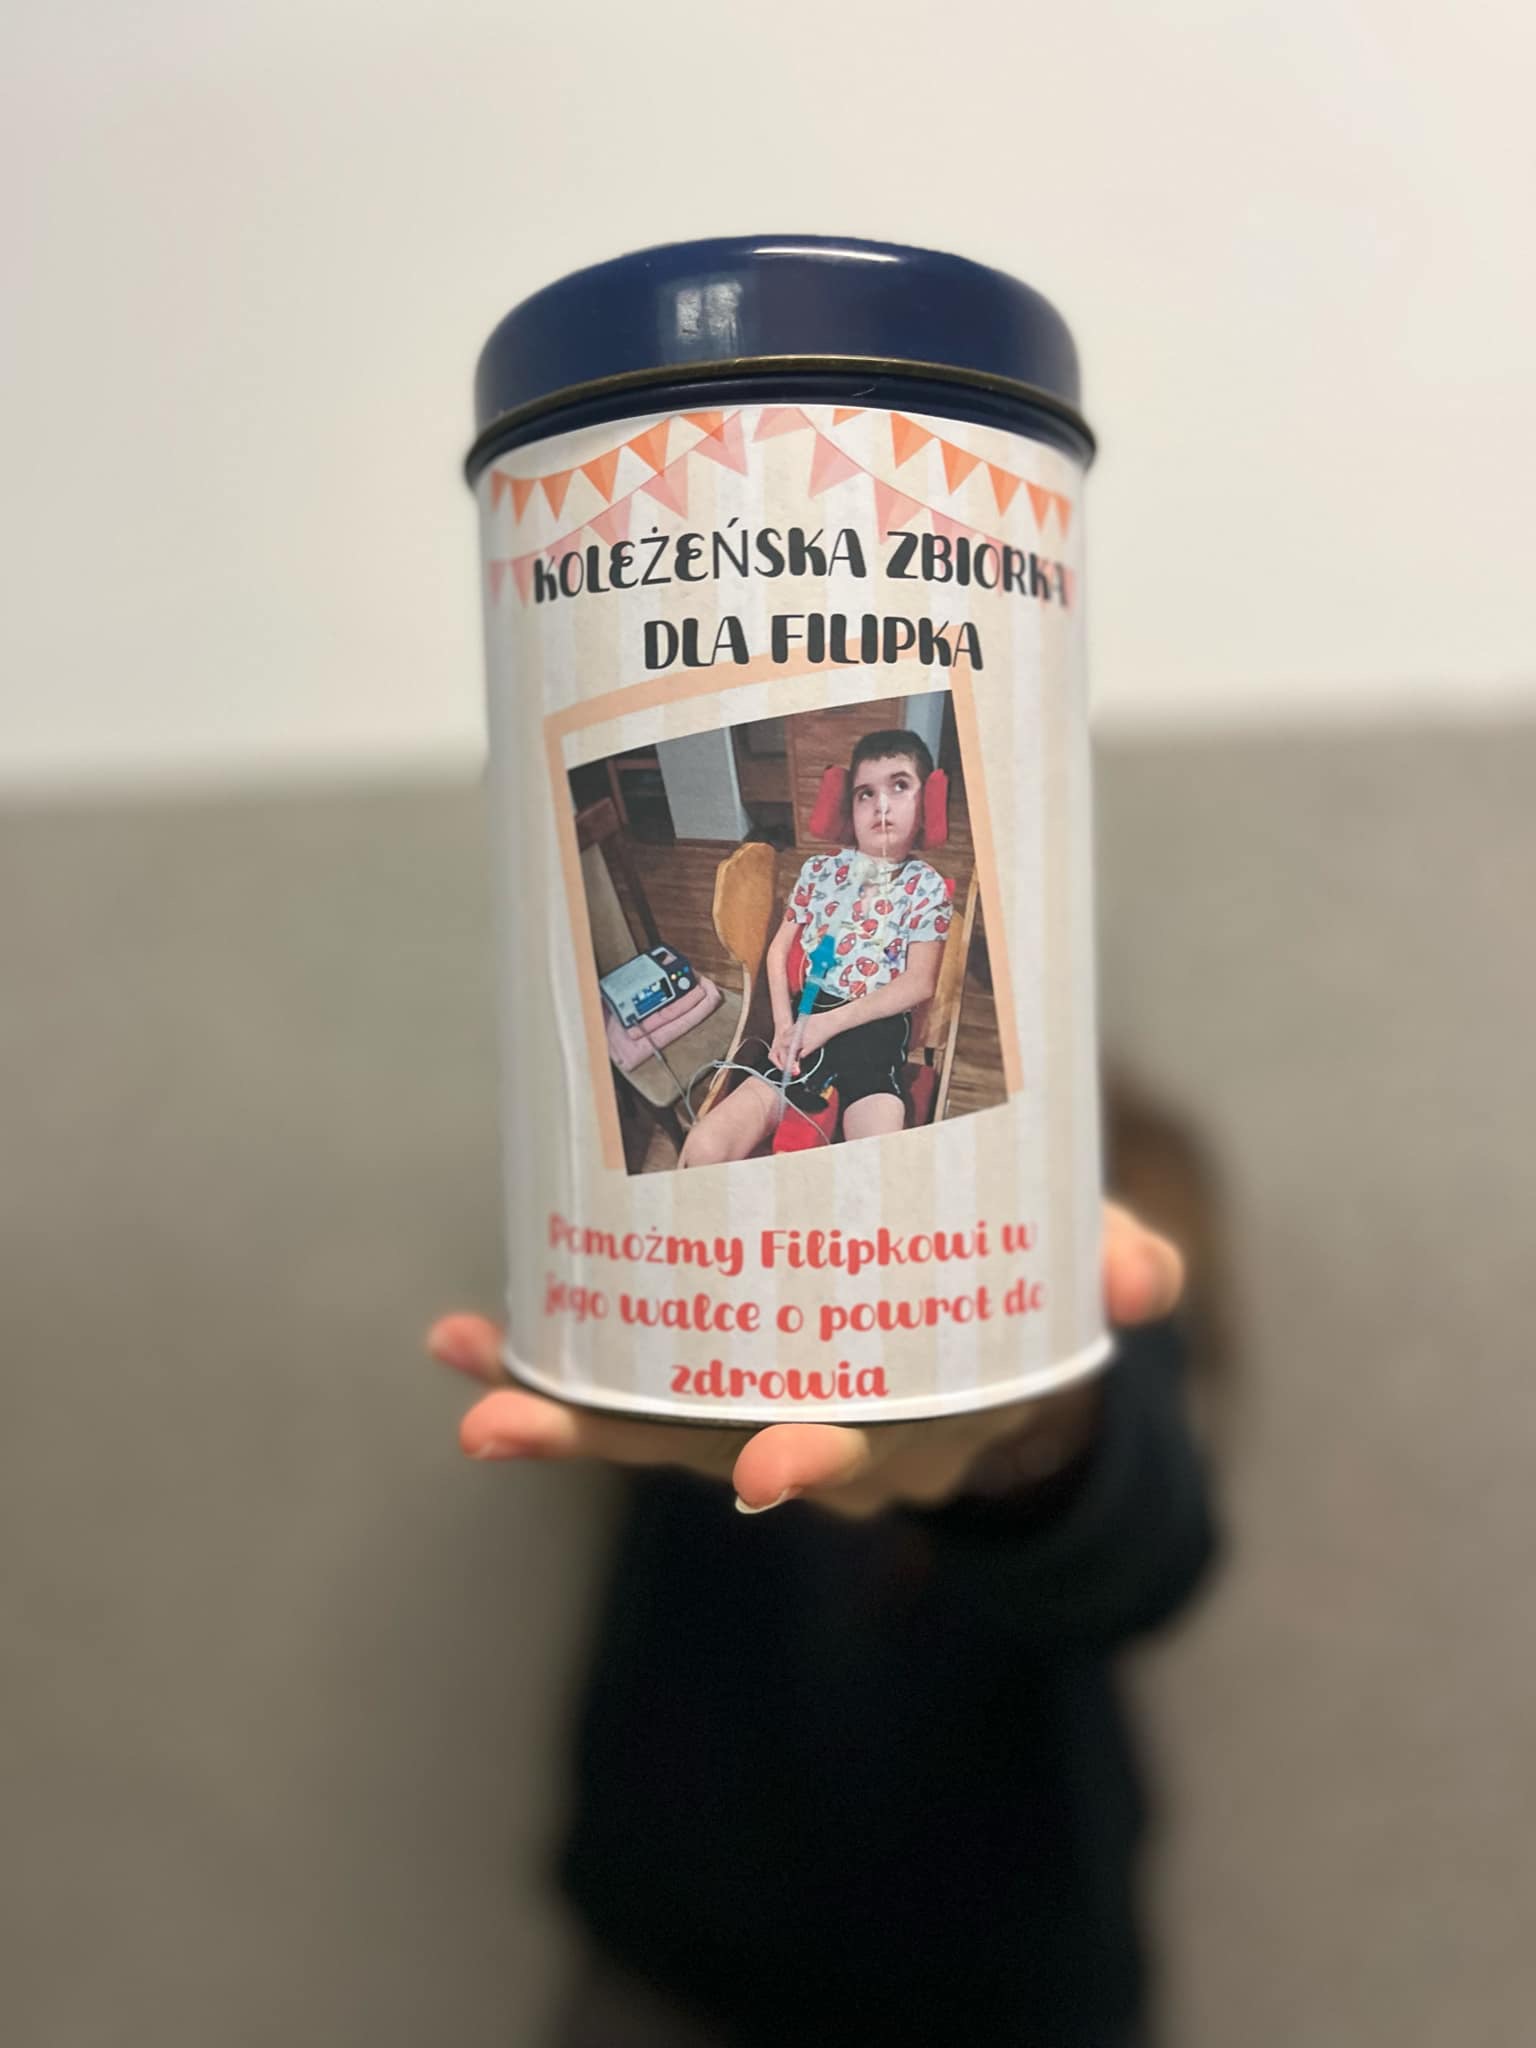 KOLEŻEŃSKA ZBIORKA
DLA FILIPKA
Pomożmy Filipkowi w
jego walce o powrot do
zdrowia